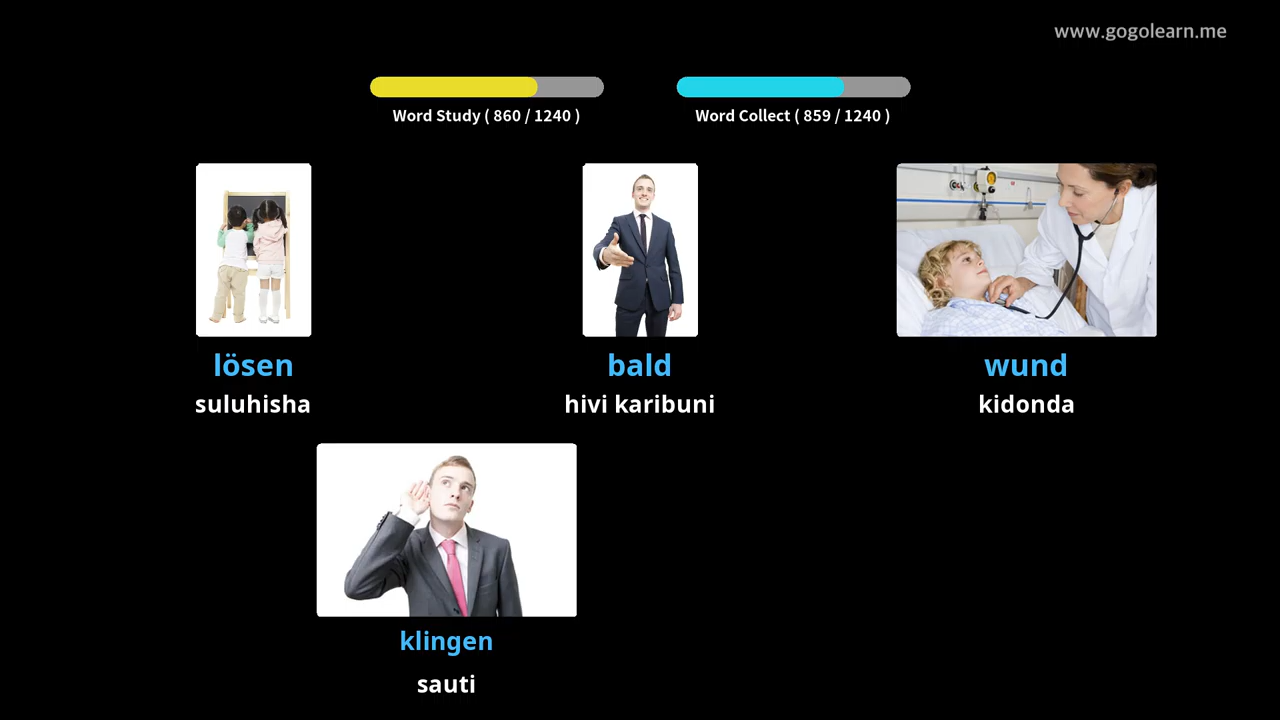 www.gogolearn.me
Word Study ( 860 / 1240 )
Word Collect ( 859 / 1240 )
lösen
suluhisha
bald
hivi karibuni
wund
kidonda
klingen
sauti